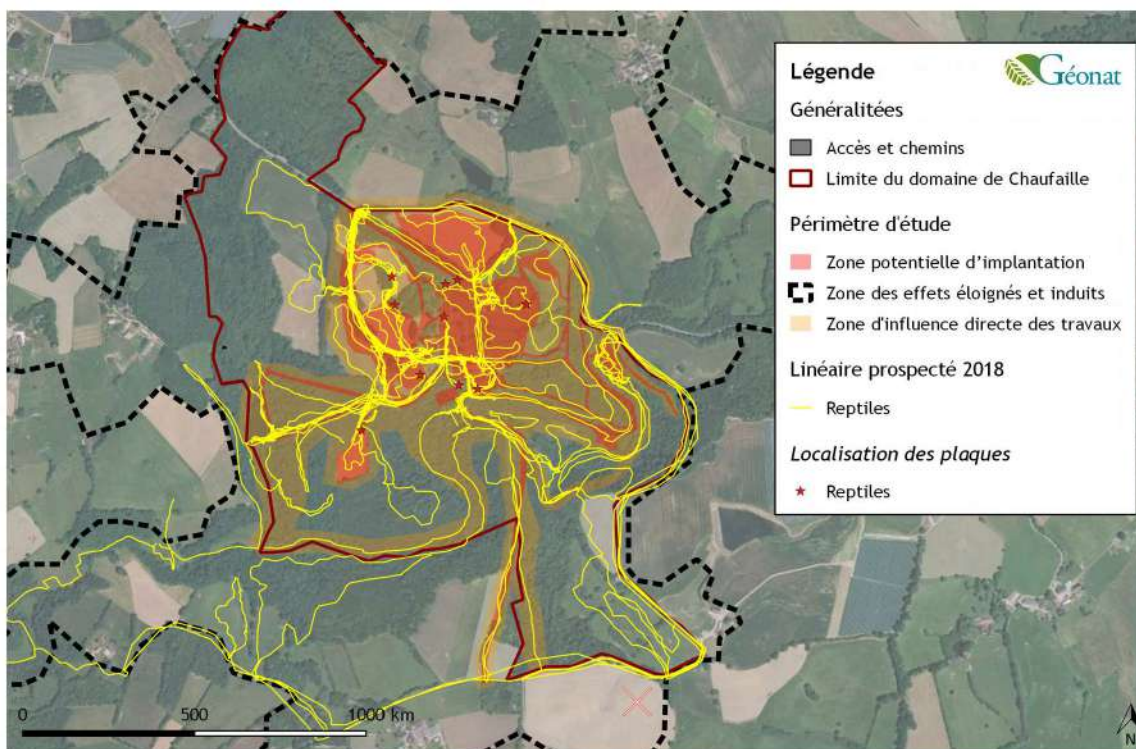 Légende
Géonat
Généralitées
Accès et chemins
Limite du domaine de Chaufaille
Périmètre d'étude
Zone potentielle d'implantation
Zone des effets éloignés et induits
Zone d'influence directe des travaux
Linéaire prospecté 2018
Reptiles
Localisation des plaques
Reptiles
0 500 1000 km
N